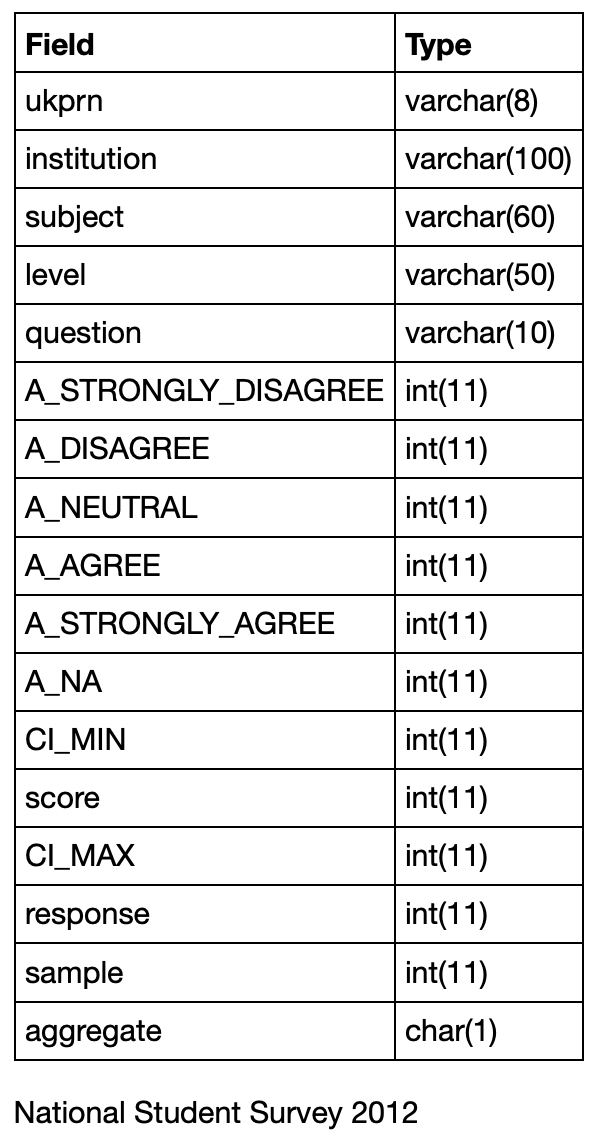 Field Type
ukprn varchar(8)
institution varchar(100)
subject varchar(60)
level varchar(50)
question varchar(10)
A_STRONGLY_DISAGREE int(11)
A_DISAGREE int(11)
A_NEUTRAL int(11)
A_AGREE int(11)
A_STRONGLY_AGREE int(11)
A_NA int(11)
CI_MIN int(11)
score int(11)
CI_MAX int(11)
response int(11)
sample int(11)
aggregate char(1)
National Student Survey 2012